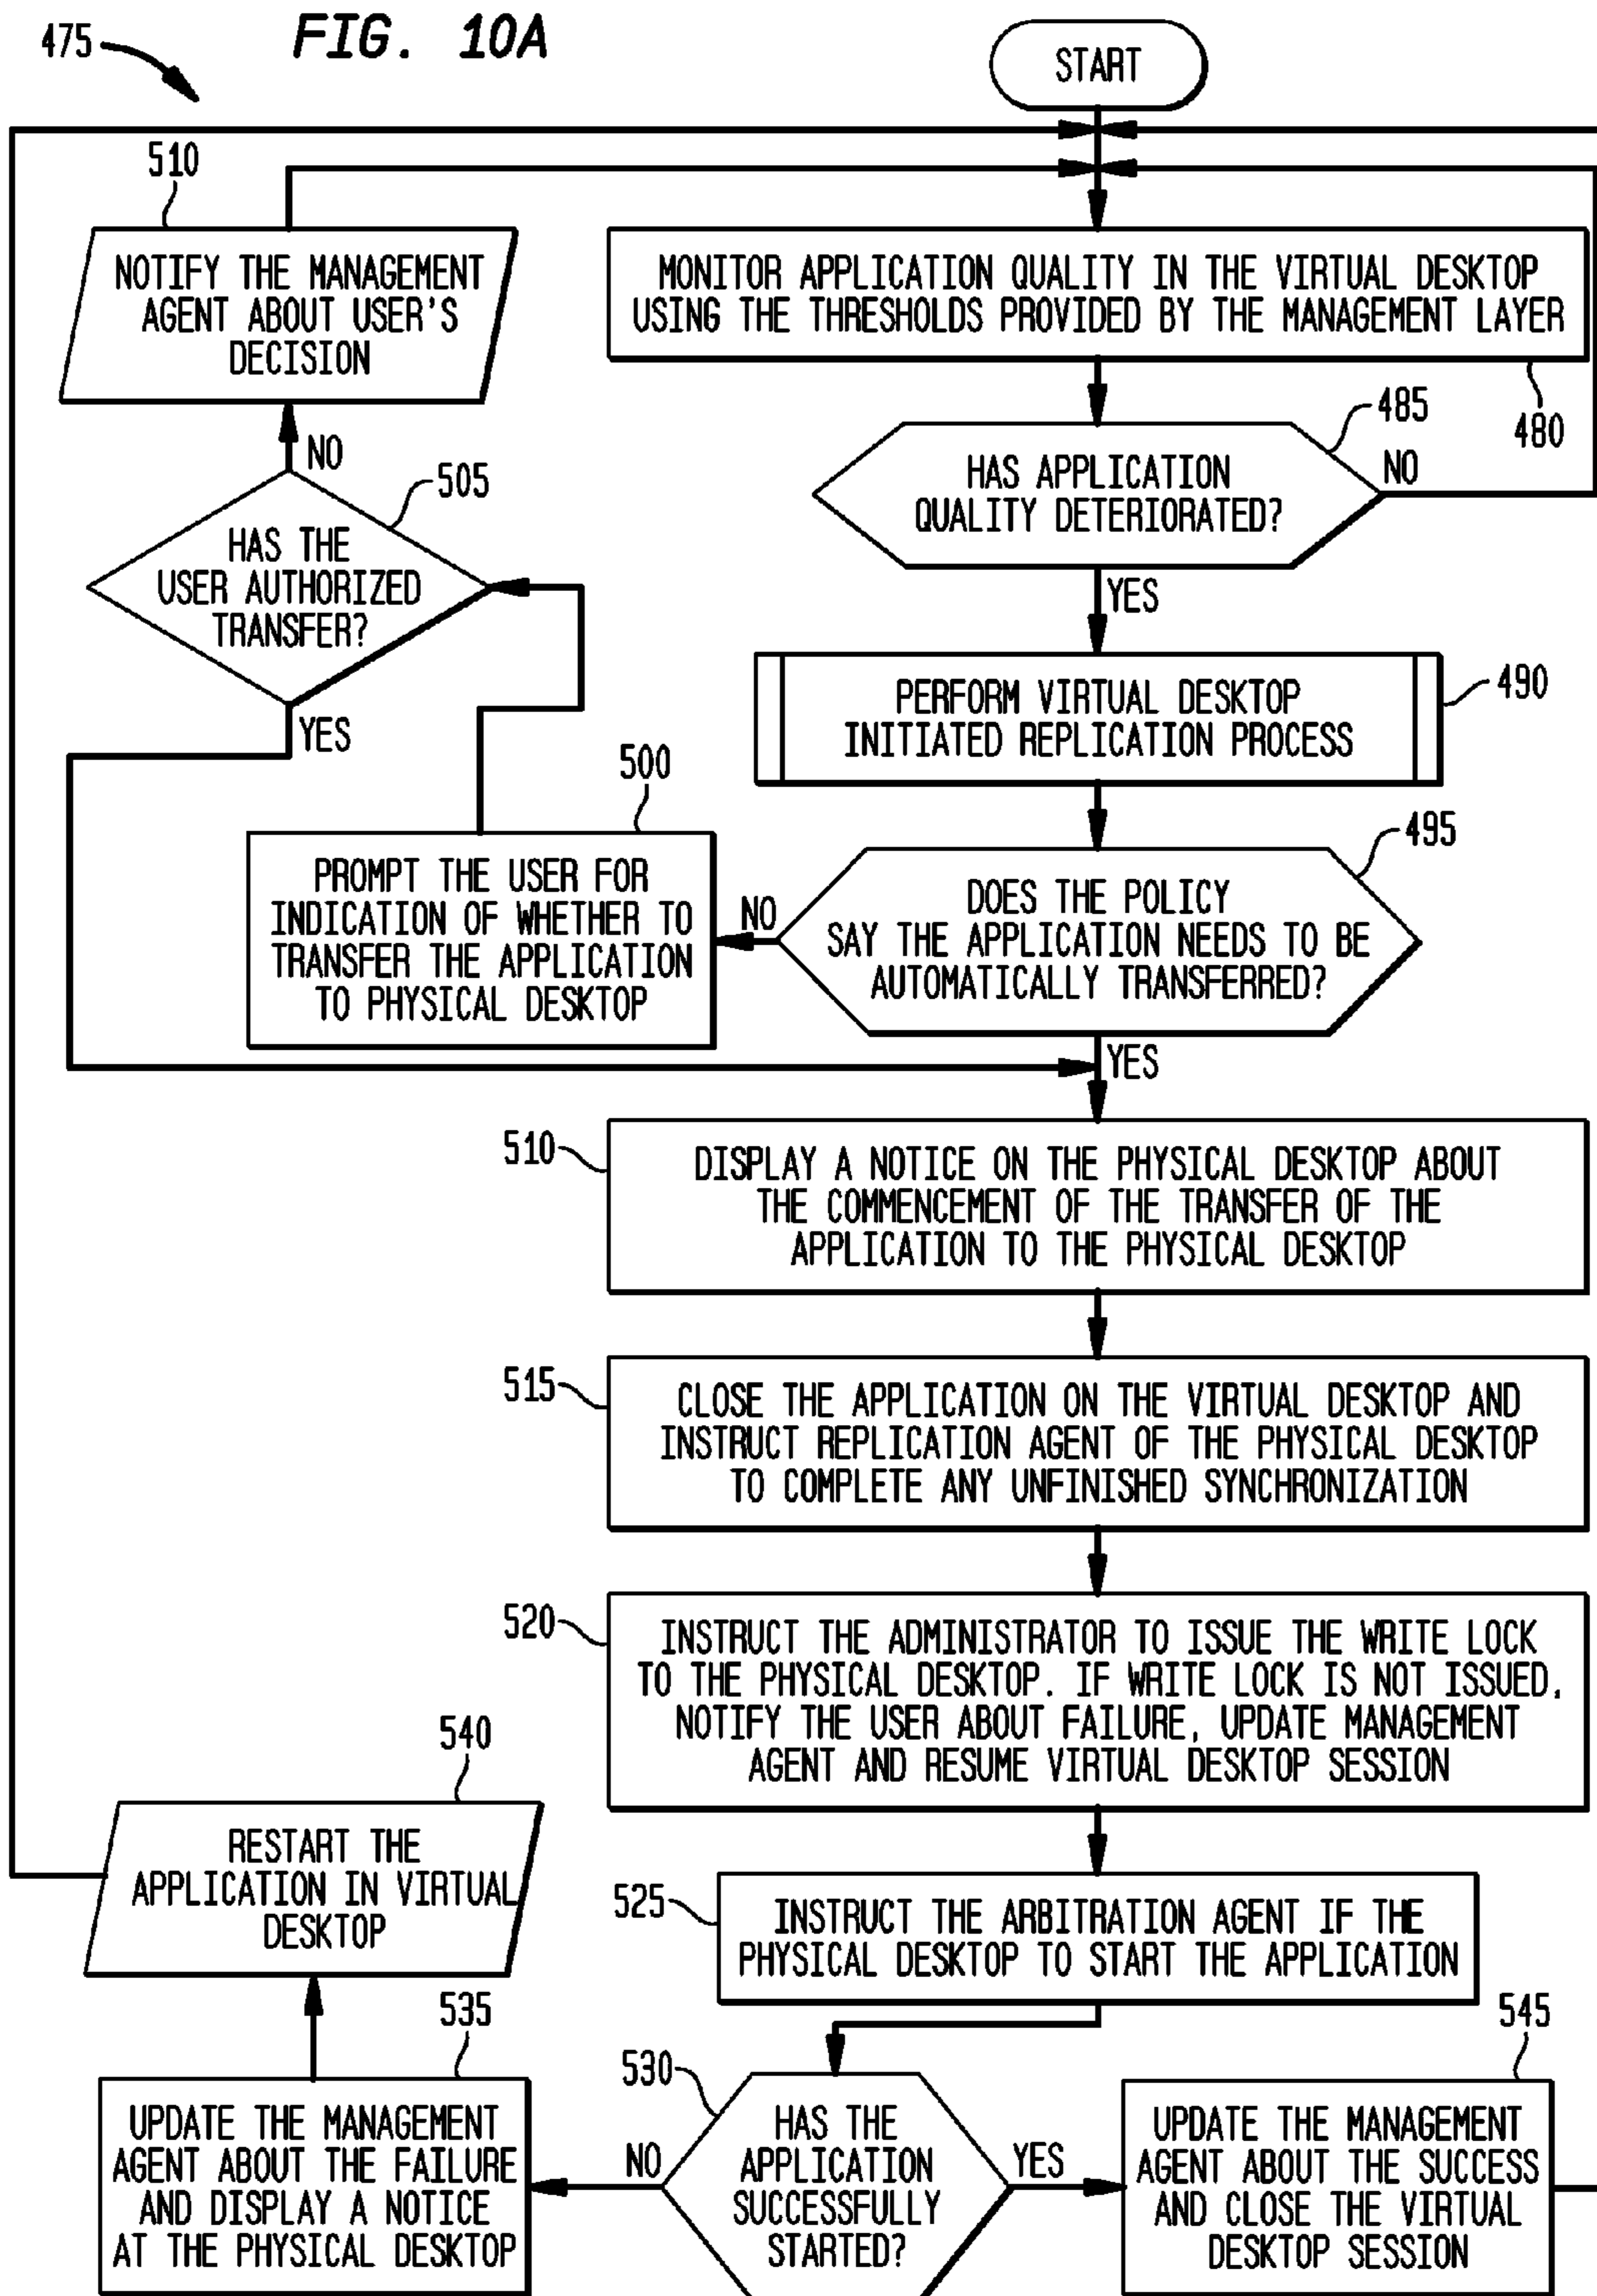 475
FIG. 10A
START
510
NOTIFY THE MANAGEMENT
AGENT ABOUT USER'S
DECISION
MONITOR APPLICATION QUALITY IN THE VIRTUAL DESKTOP
USING THE THRESHOLDS PROVIDED BY THE MANAGEMENT LAYER
480
485
HAS APPLICATION
QUALITY DETERIORATED?
NO
YES
NO
505
HAS THE
USER AUTHORIZED
TRANSFER?
YES
PERFORM VIRTUAL DESKTOP
INITIATED REPLICATION PROCESS
490
500
PROMPT THE USER FOR
INDICATION OF WHETHER TO
TRANSFER THE APPLICATION
TO PHYSICAL DESKTOP
NO
495
DOES THE POLICY
SAY THE APPLICATION NEEDS TO BE
AUTOMATICALLY TRANSFERRED?
YES
510
DISPLAY A NOTICE ON THE PHYSICAL DESKTOP ABOUT
THE COMMENCEMENT OF THE TRANSFER OF THE
APPLICATION TO THE PHYSICAL DESKTOP
515
CLOSE THE APPLICATION ON THE VIRTUAL DESKTOP AND
INSTRUCT REPLICATION AGENT OF THE PHYSICAL DESKTOP
TO COMPLETE ANY UNFINISHED SYNCHRONIZATION
520
INSTRUCT THE ADMINISTRATOR TO ISSUE THE WRITE LOCK
TO THE PHYSICAL DESKTOP. IF WRITE LOCK IS NOT ISSUED,
NOTIFY THE USER ABOUT FAILURE, UPDATE MANAGEMENT
AGENT AND RESUME VIRTUAL DESKTOP SESSION
540
RESTART THE
APPLICATION IN VIRTUAL
DESKTOP
525
INSTRUCT THE ARBITRATION AGENT IF THE
PHYSICAL DESKTOP TO START THE APPLICATION
535
UPDATE THE MANAGEMENT
AGENT ABOUT THE FAILURE
AND DISPLAY A NOTICE
AT THE PHYSICAL DESKTOP
530
HAS THE
APPLICATION
SUCCESSFULLY
STARTED?
NO
YES
545
UPDATE THE MANAGEMENT
AGENT ABOUT THE SUCCESS
AND CLOSE THE VIRTUAL
DESKTOP SESSION